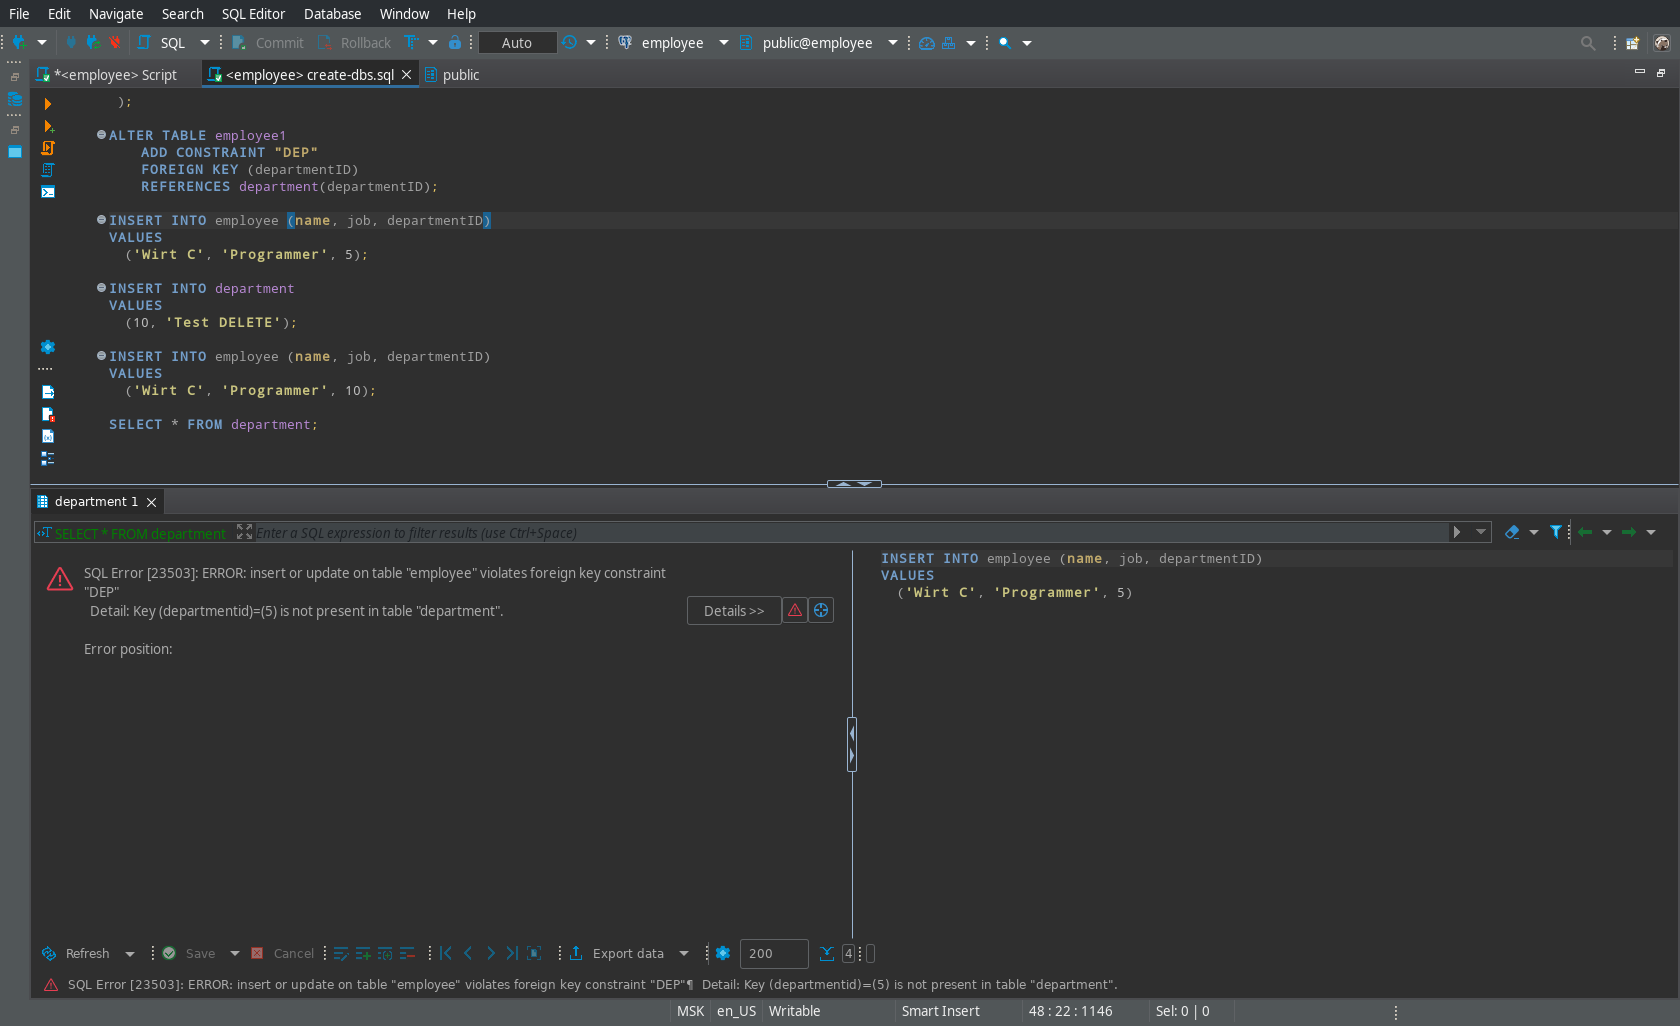 File Edit Navigate Search SQL Editor Database Window Help
SQL Commit Rollback Auto employee public@employee
*<employee> Script <employee> create-dbs.sql public
);
ALTER TABLE employee1
ADD CONSTRAINT "DEP"
FOREIGN KEY (departmentID)
REFERENCES department(departmentID);
INSERT INTO employee (name, job, departmentID)
VALUES
('Wirt C', 'Programmer', 5);
INSERT INTO department
VALUES
(10, 'Test DELETE');
INSERT INTO employee (name, job, departmentID)
VALUES
('Wirt C', 'Programmer', 10);
SELECT * FROM department;
department 1
SELECT * FROM department Enter a SQL expression to filter results (use Ctrl+Space)
SQL Error [23503]: ERROR: insert or update on table "employee" violates foreign key constraint
"DEP"
Detail: Key (departmentid)=(5) is not present in table "department".
Details >>
Error position:
INSERT INTO employee (name, job, departmentID)
VALUES
('Wirt C', 'Programmer', 5)
Refresh Save Cancel Export data 200 4
SQL Error [23503]: ERROR: insert or update on table "employee" violates foreign key constraint "DEP"¶ Detail: Key (departmentid)=(5) is not present in table "department".
MSK en_US Writable Smart Insert 48 : 22 : 1146 Sel: 0 | 0